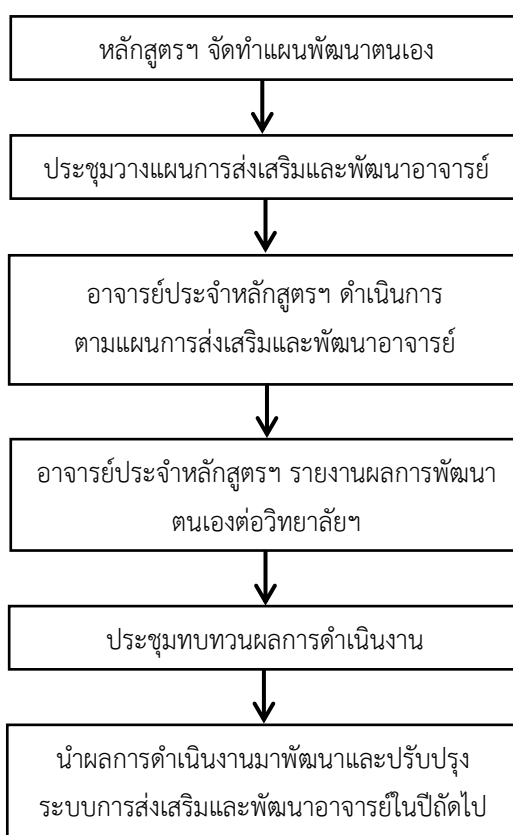 หลักสูตรฯ จัดทำแผนพัฒนาตนเอง
ประชุมวางแผนการส่งเสริมและพัฒนาอาจารย์
อาจารย์ประจำหลักสูตรฯ ดำเนินการ
ตามแผนการส่งเสริมและพัฒนาอาจารย์
อาจารย์ประจำหลักสูตรฯ รายงานผลการพัฒนา
ตนเองต่อวิทยาลัยฯ
ประชุมทบทวนผลการดำเนินงาน
นำผลการดำเนินงานมาพัฒนาและปรับปรุง
ระบบการส่งเสริมและพัฒนาอาจารย์ในปีถัดไป